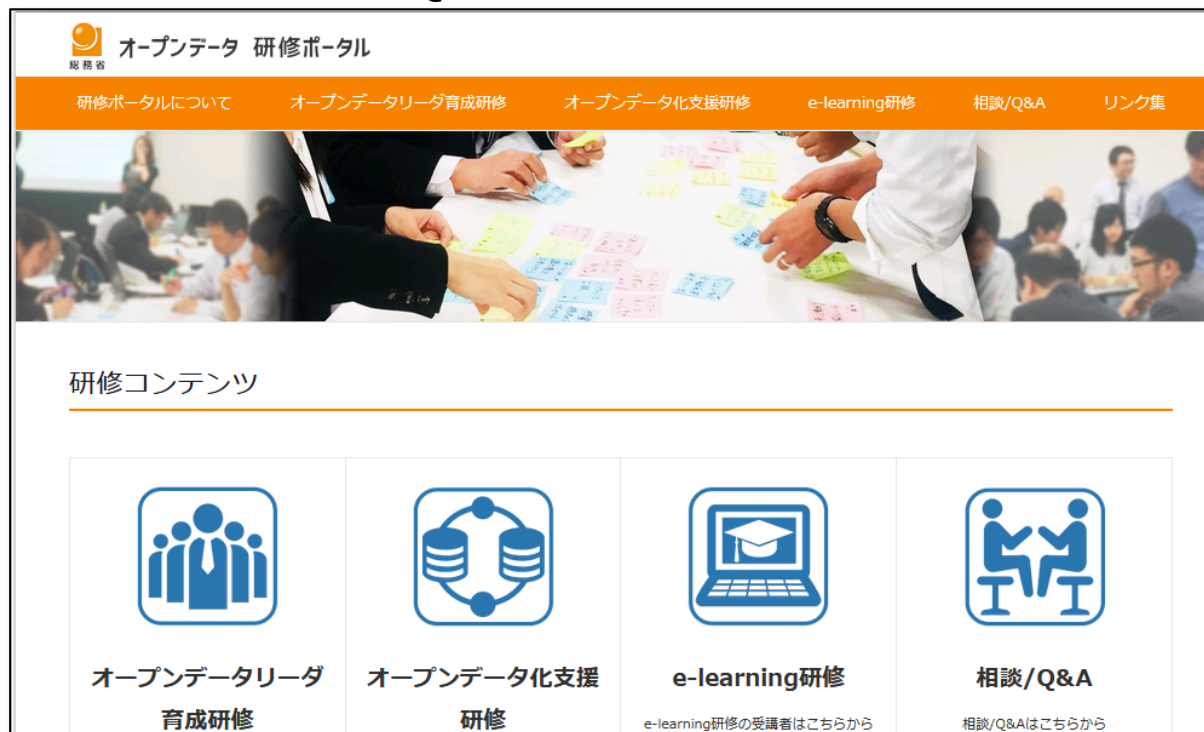 総務省
オープンデータ 研修ポータル
研修ポータルについて オープンデータリーダ育成研修 オープンデータ化支援研修 e-learning研修 相談/Q&A リンク集
研修コンテンツ
オープンデータリーダ
育成研修
オープンデータ化支援
研修
e-learning研修
e-learning研修の受講者はこちらから
相談/Q&A
相談/Q&Aはこちらから